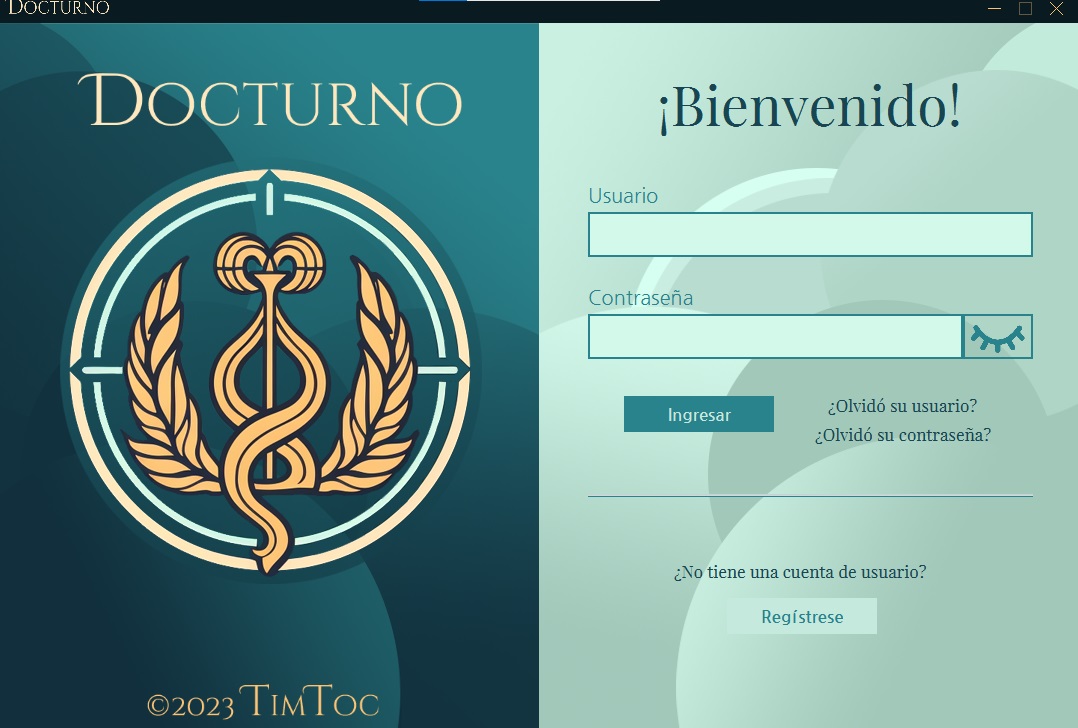 DOCTURNO
DOCTURNO
©2023 TIMTOC
¡Bienvenido!
Usuario
Contraseña
Ingresar
¿Olvidó su usuario?
¿Olvidó su contraseña?
¿No tiene una cuenta de usuario?
Regístrese